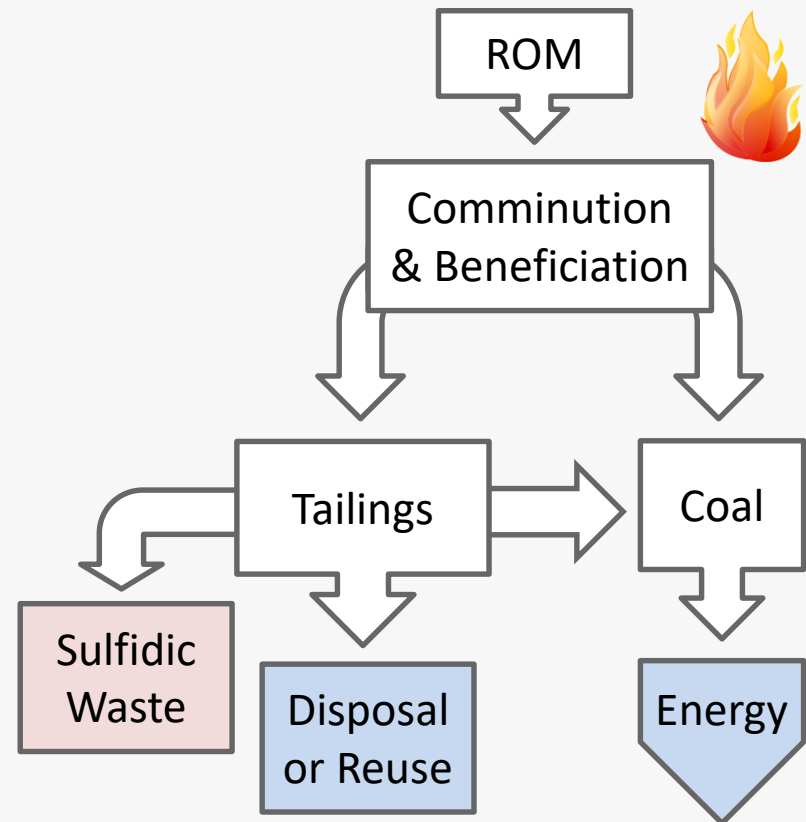 ROM
Comminution
& Beneficiation
Tailings
Coal
Sulfidic
Waste
Disposal
or Reuse
Energy